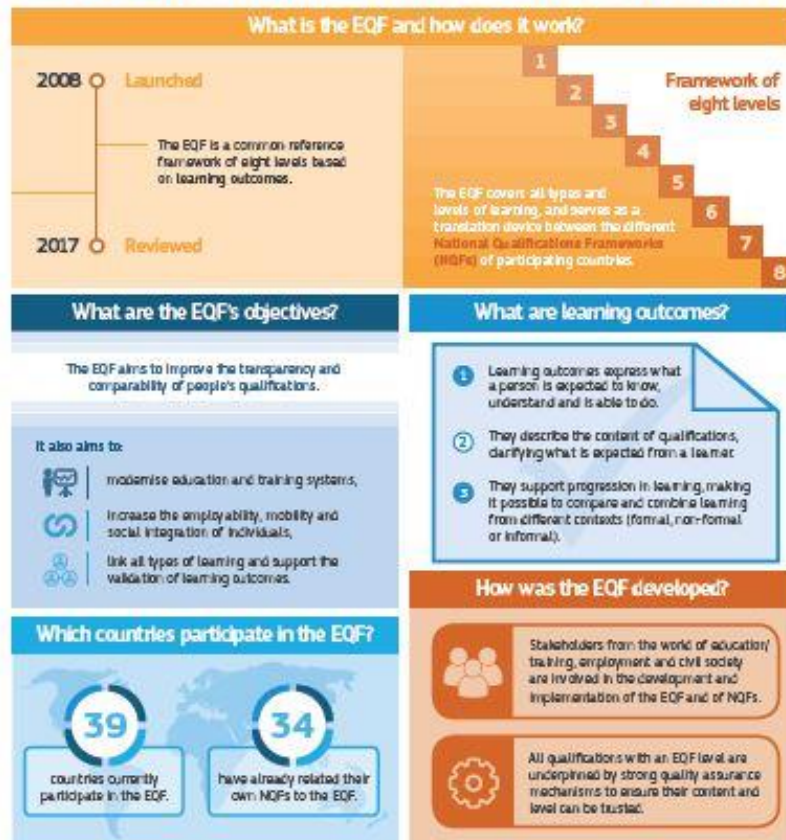 What is the EQF and how does it work?
2008
Launched
The EQF is a common reference
framework of eight levels based
on learning outcomes.
2017
Reviewed
1
2
3
4
5
6
7
8
Framework of
eight levels
The EQF covers all types and
levels of learning, and serves as a
translation device between the different
National Qualifications Frameworks
(NQFs) of participating countries.
What are the EQF's objectives?
The EQF aims to improve the transparency and
comparability of people's qualifications.
It also aims to:
modernise education and training systems,
increase the employability, mobility and
social integration of individuals,
link all types of learning and support the
validation of learning outcomes.
What are learning outcomes?
1
Learning outcomes express what
a person is expected to know,
understand and is able to do.
2
They describe the content of qualifications,
clarifying what is expected from a learner.
3
They support progression in learning, making
it possible to compare and combine learning
from different contexts (formal, non-formal
or informal).
Which countries participate in the EQF?
39
countries currently
participate in the EQF.
34
have already related their
own NQFs to the EQF.
How was the EQF developed?
Stakeholders from the world of education/
training, employment and civil society
are involved in the development and
implementation of the EQF and of NQFs.
All qualifications with an EQF level are
underpinned by strong quality assurance
mechanisms to ensure their content and
level can be trusted.